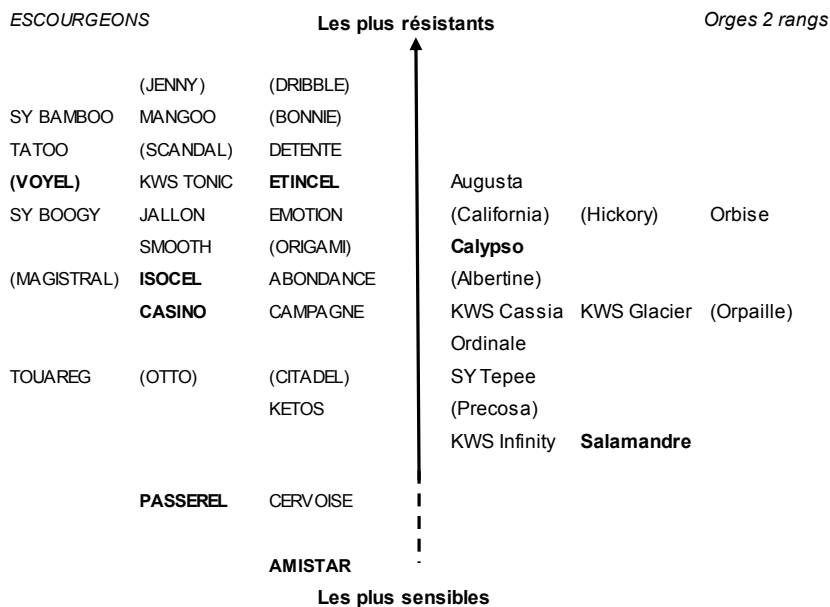 ESCOURGEONS Les plus résistants Orges 2 rangs
(JENNY) (DRIBBLE)
SY BAMBOO MANGOO (BONNIE)
TATOO (SCANDAL) DETENTE
(VOYEL) KWS TONIC ETINCEL Augusta
SY BOOGY JALLON EMOTION (California) (Hickory) Orbise
SMOOTH (ORIGAMI) Calypso
(MAGISTRAL) ISOCEL ABONDANCE (Albertine)
CASINO CAMPAGNE KWS Cassia KWS Glacier (Orpaille)
Ordinale
TOUAREG (OTTO) (CITADEL) SY Tepee
KETOS (Precosa)
KWS Infinity Salamandre
PASSEREL CERVOISE
AMISTAR
Les plus sensibles